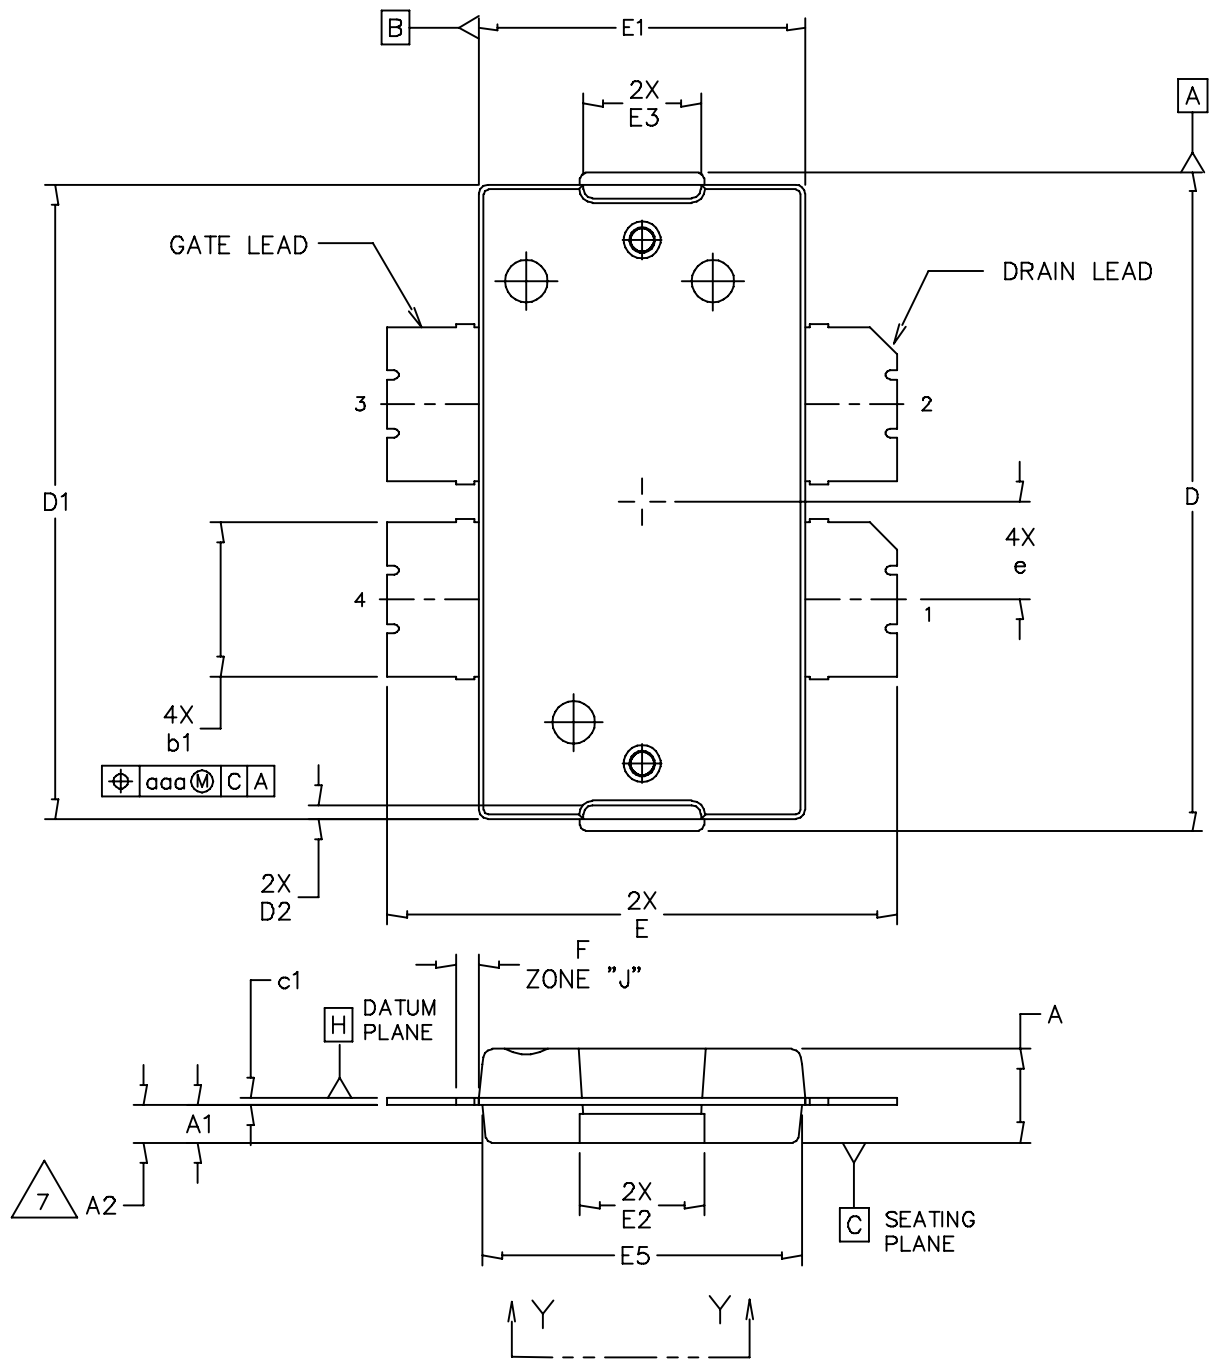 B
E1
2X
E3
A
GATE LEAD
DRAIN LEAD
3
2
D1
D
4X
e
4
1
4X
b1
aaa Ⓜ C A
2X
D2
2X
E
F
ZONE "J"
c1
H
DATUM
PLANE
A
A1
7
A2
2X
E2
C
SEATING
PLANE
E5
Y
Y